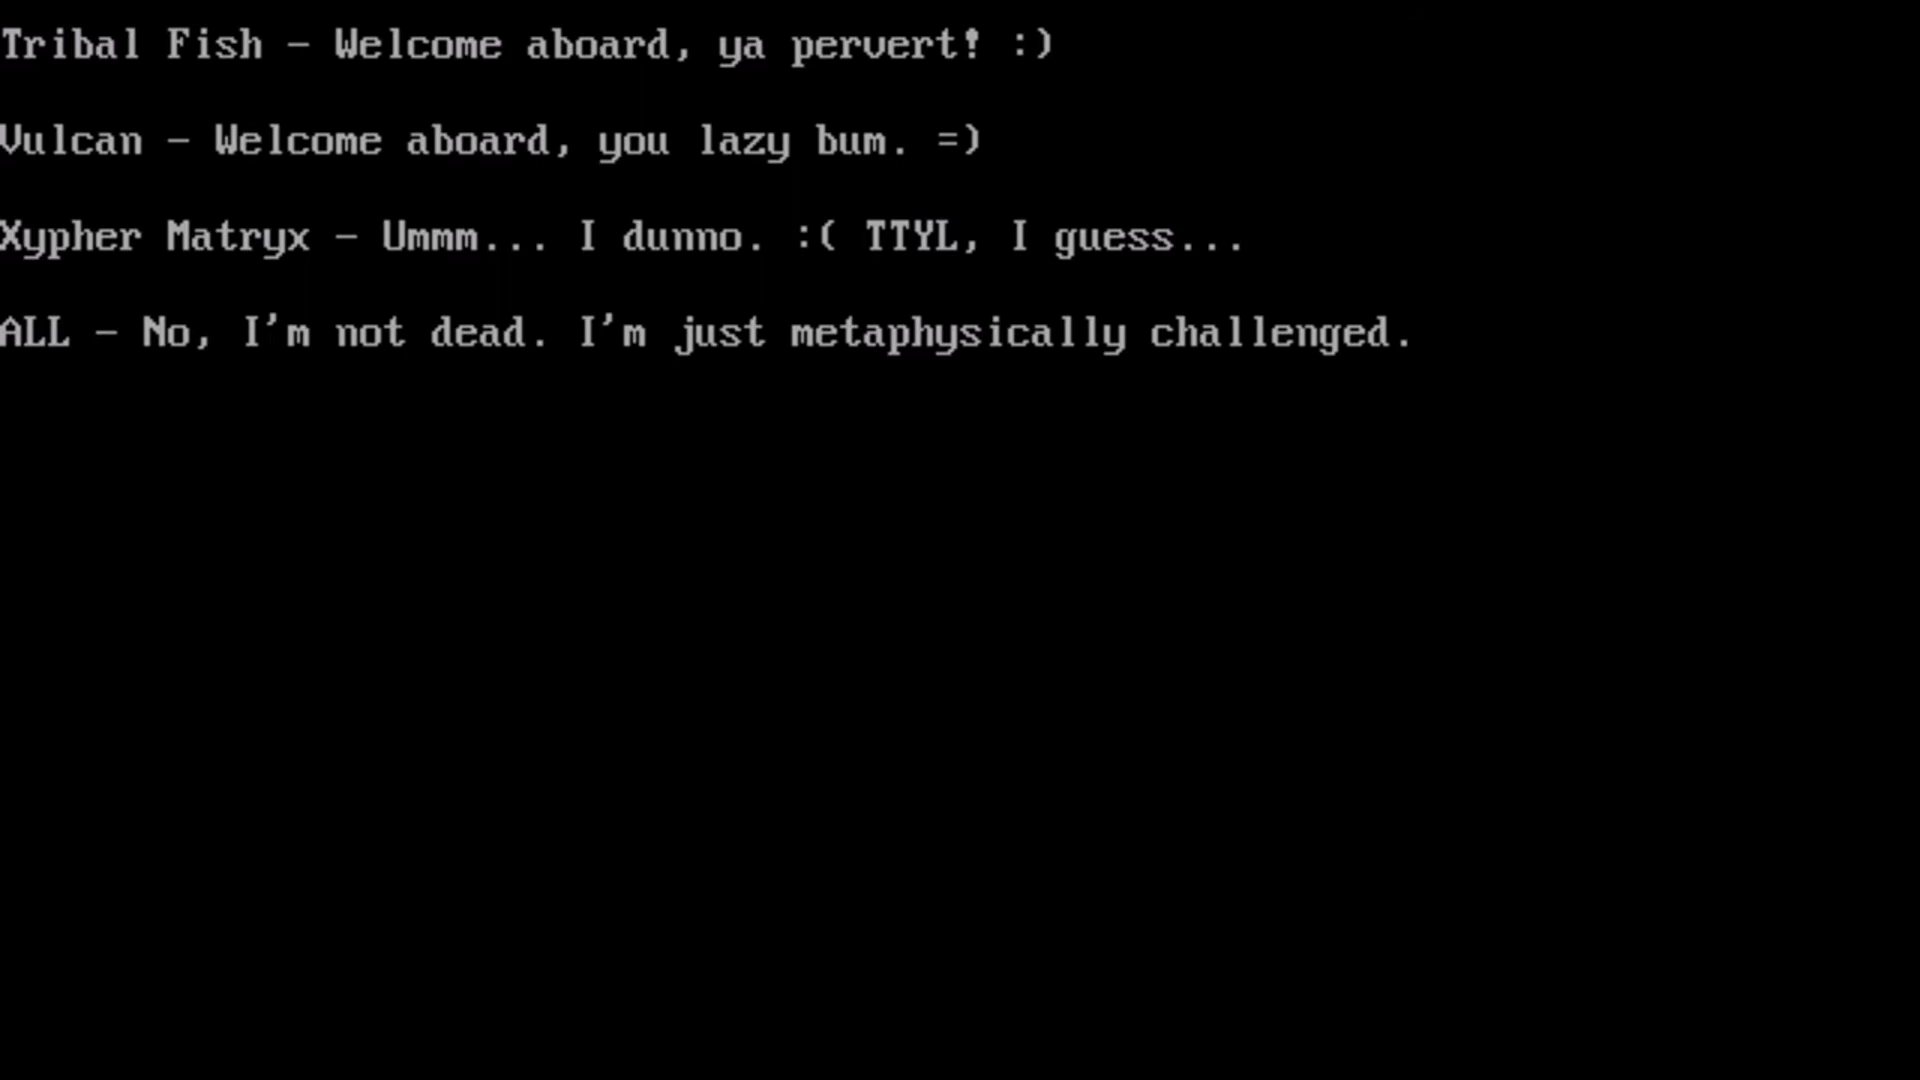 Tribal Fish - Welcome aboard, ya pervert! :)
Vulcan - Welcome aboard, you lazy bum. =)
Xypher Matryx - Ummm... I dunno. :( TTYL, I guess...
ALL - No, I'm not dead. I'm just metaphysically challenged.